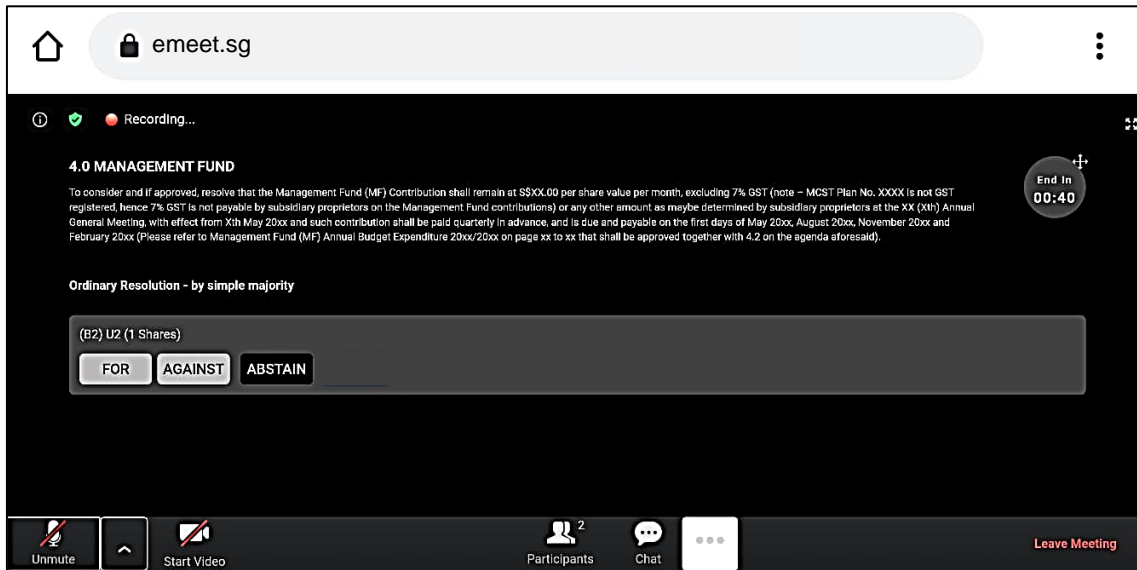 emeet.sg
Recording...
4.0 MANAGEMENT FUND
To consider and if approved, resolve that the Management Fund (MF) Contribution shall remain at S$XX.00 per share value per month, excluding 7% GST (note – MCST Plan No. XXXX is not GST
registered, hence 7% GST is not payable by subsidiary proprietors on the Management Fund contributions) or any other amount as maybe determined by subsidiary proprietors at the XX (Xth) Annual
General Meeting, with effect from Xth May 20xx and such contribution shall be paid quarterly in advance, and is due and payable on the first days of May 20xx, August 20xx, November 20xx and
February 20xx (Please refer to Management Fund (MF) Annual Budget Expenditure 20xx/20xx on page xx to xx that shall be approved together with 4.2 on the agenda aforesaid).
End In
00:40
Ordinary Resolution - by simple majority
(B2) U2 (1 Shares)
FOR AGAINST ABSTAIN
Unmute Start Video Participants 2 Chat Leave Meeting